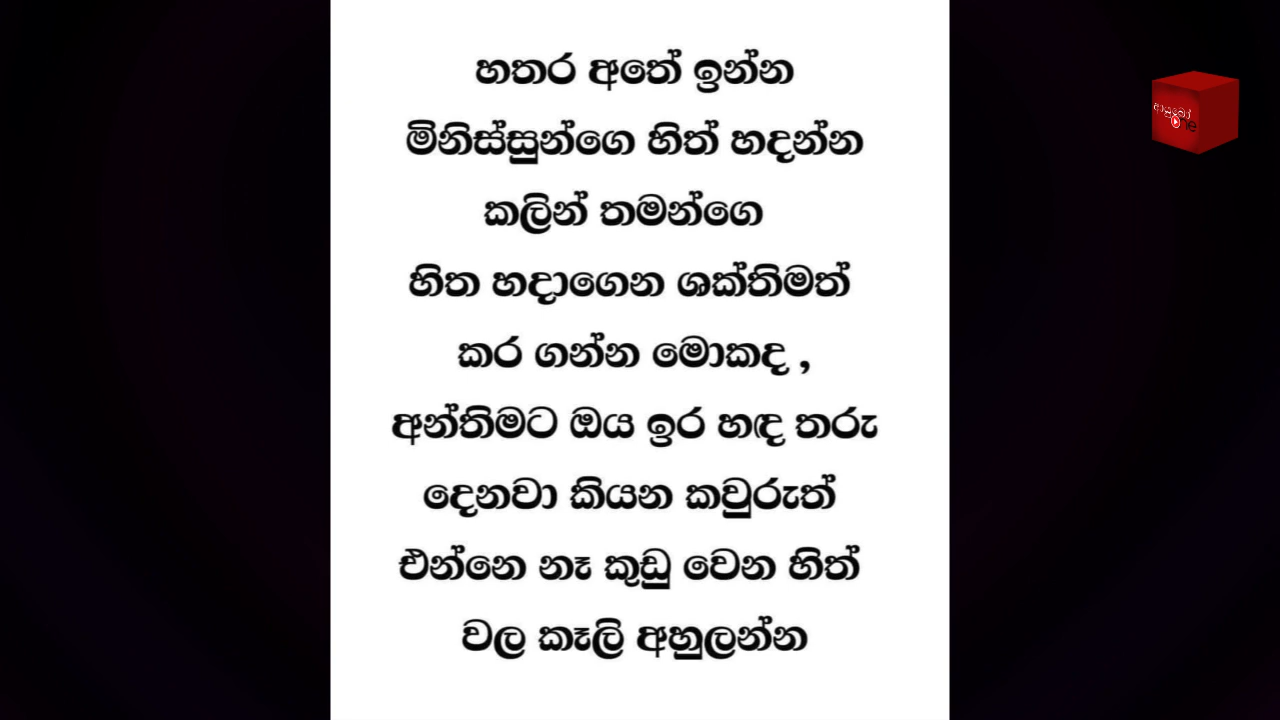 හතර අතේ ඉන්න
මිනිස්සුන්ගෙ හිත් හදන්න
කලින් තමන්ගෙ
හිත හදාගෙන ශක්තිමත්
කර ගන්න මොකද ,
අන්තිමට ඔය ඉර හඳ තරු
දෙනවා කියන කවුරුත්
එන්නෙ නෑ කුඩු වෙන හිත්
වල කෑලි අහුලන්න